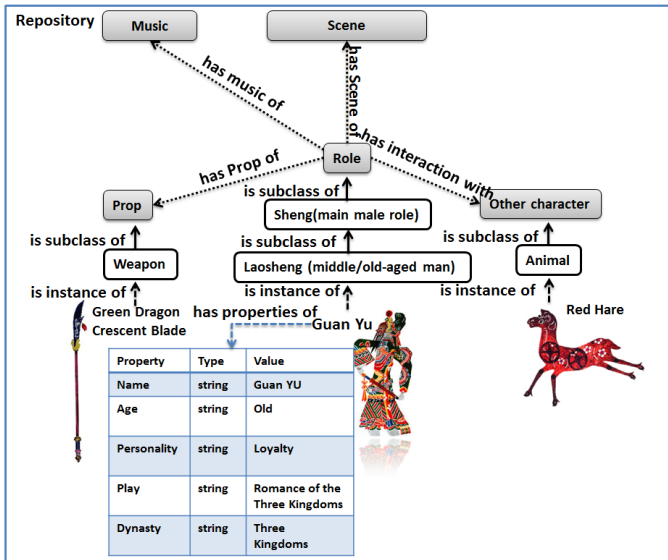 Repository
Music
Scene
has music of
has Scene of
has Prop of
has interaction with
Role
Prop
Other character
is subclass of
Sheng(main male role)
is subclass of
is subclass of
is subclass of
Weapon
Laosheng (middle/old-aged man)
Animal
is instance of
is instance of
is instance of
Green Dragon
Crescent Blade
has properties of
Guan Yu
Red Hare
Property Type Value
Name string Guan YU
Age string Old
Personality string Loyalty
Play string Romance of the
Three Kingdoms
Dynasty string Three
Kingdoms